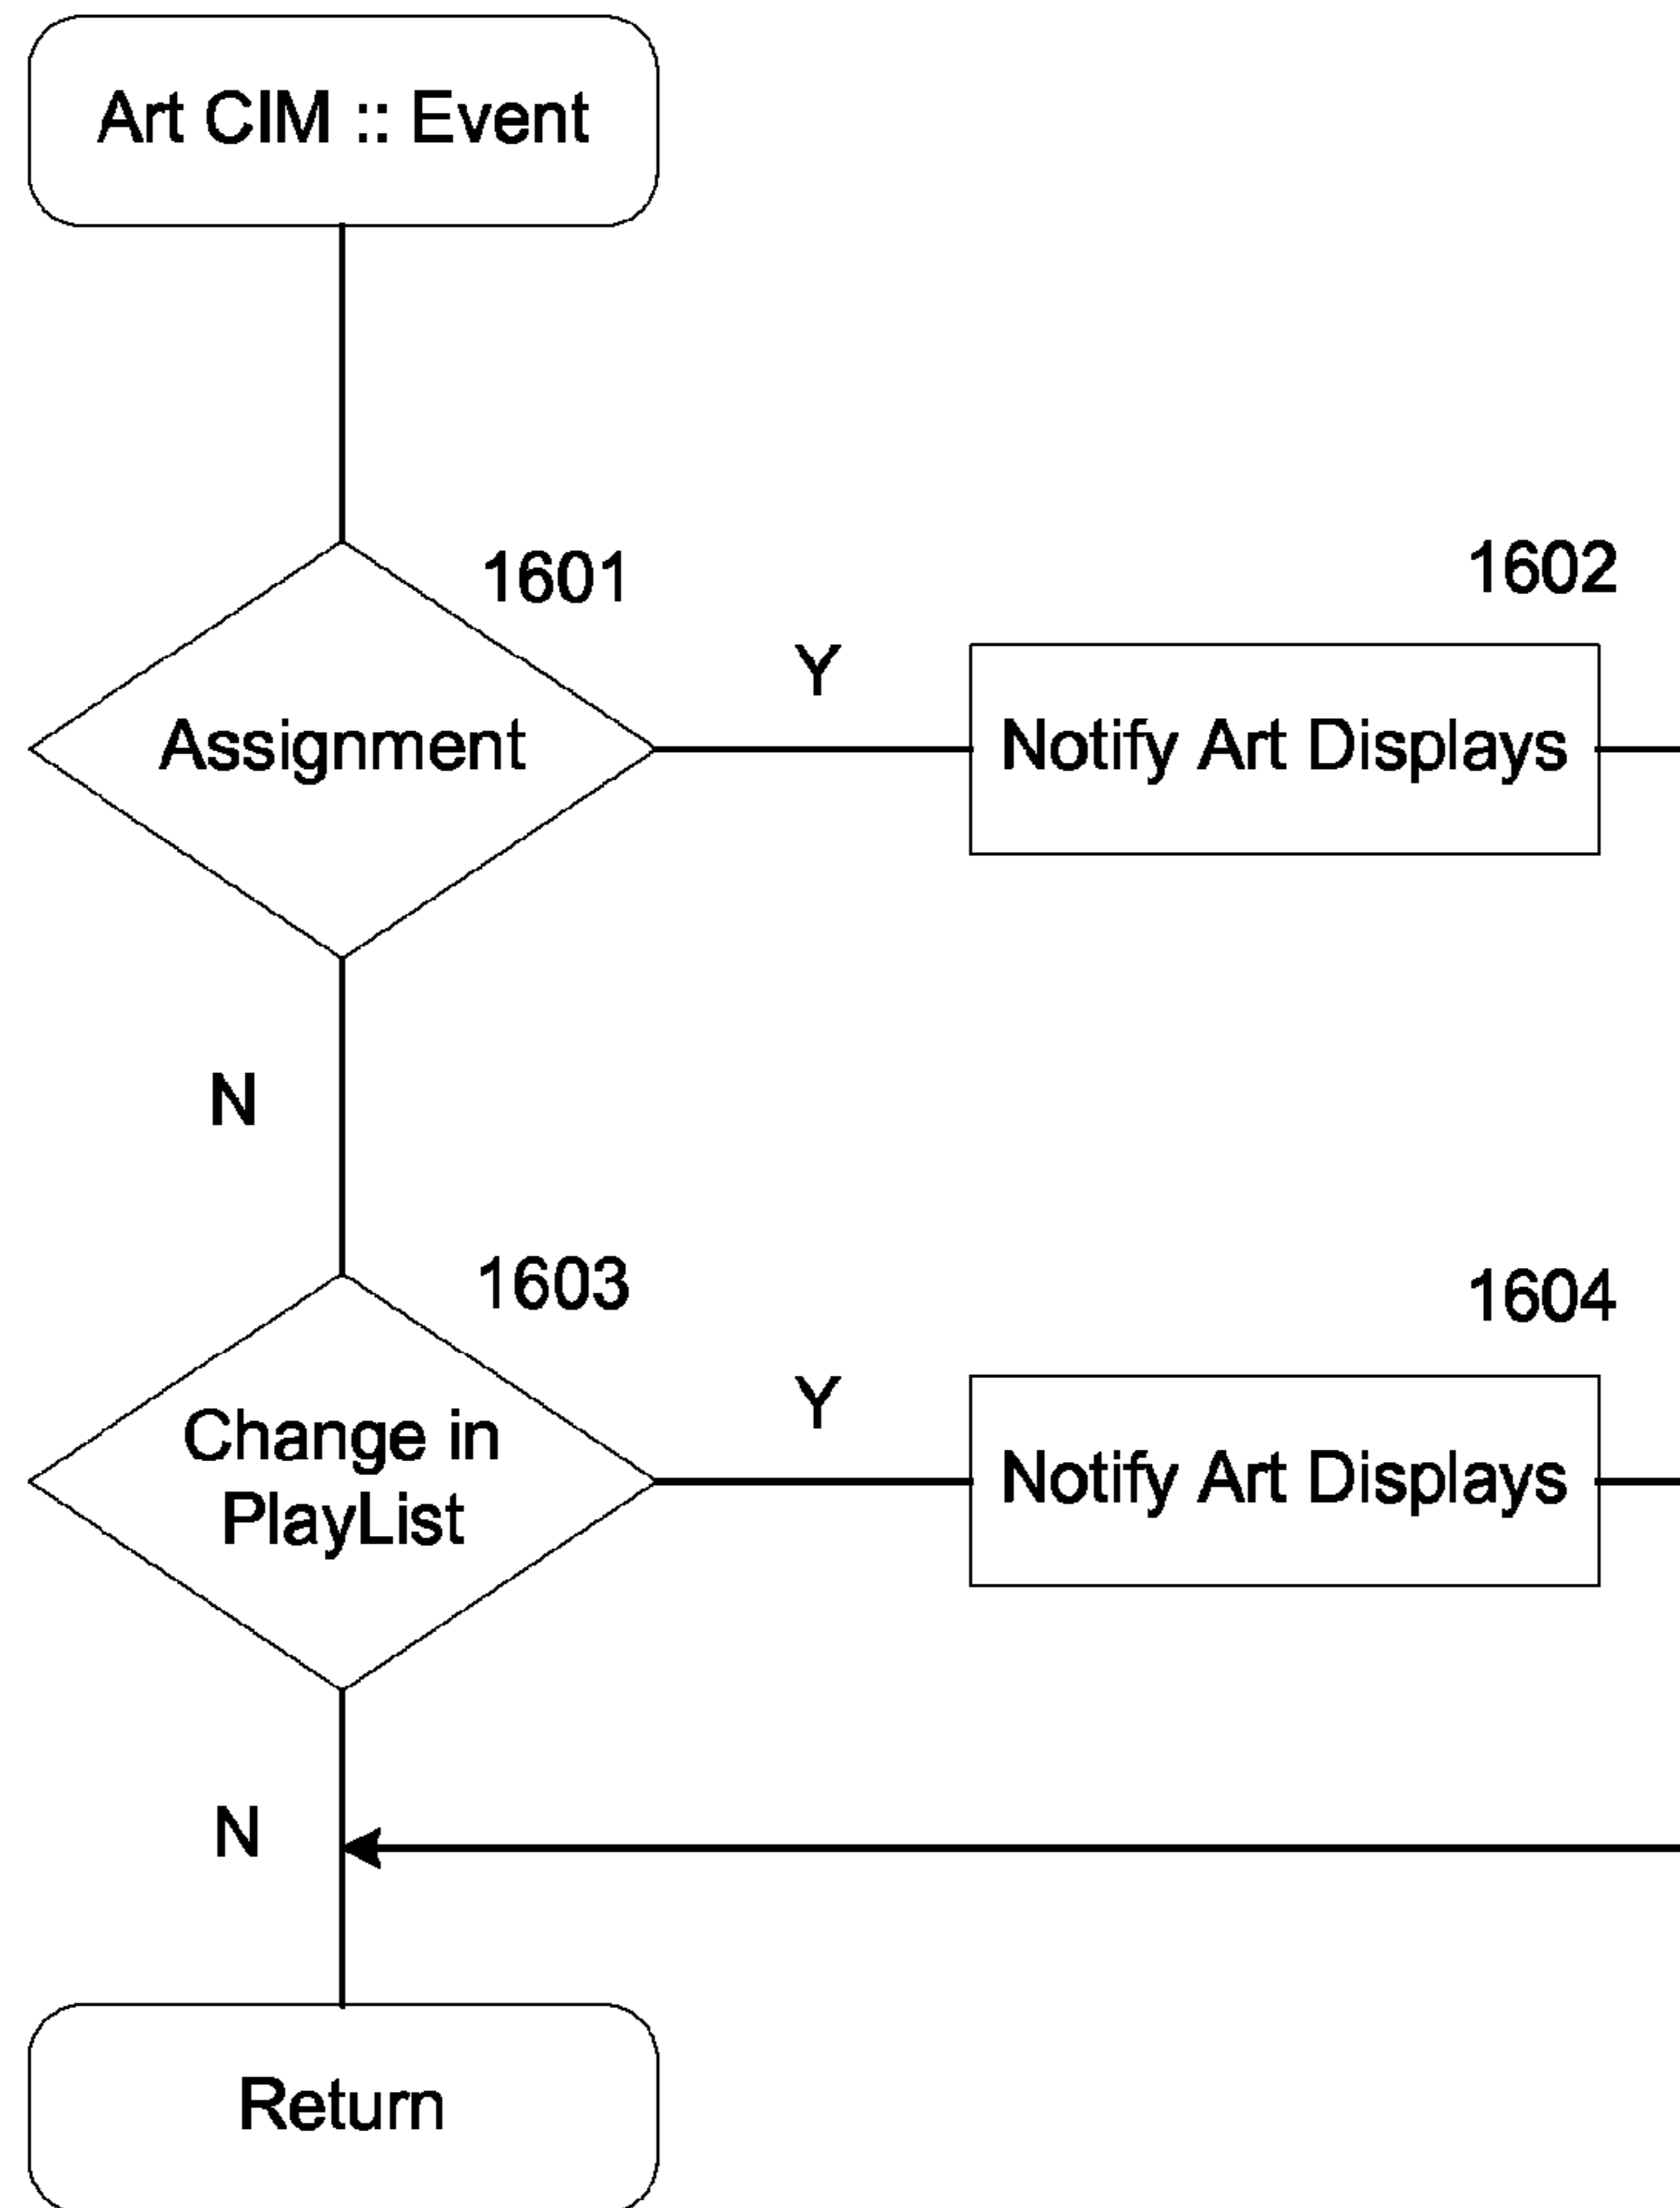 Art CIM :: Event
1601
1602
Y
Assignment
Notify Art Displays
N
1603
1604
Y
Change in
PlayList
Notify Art Displays
N
Return